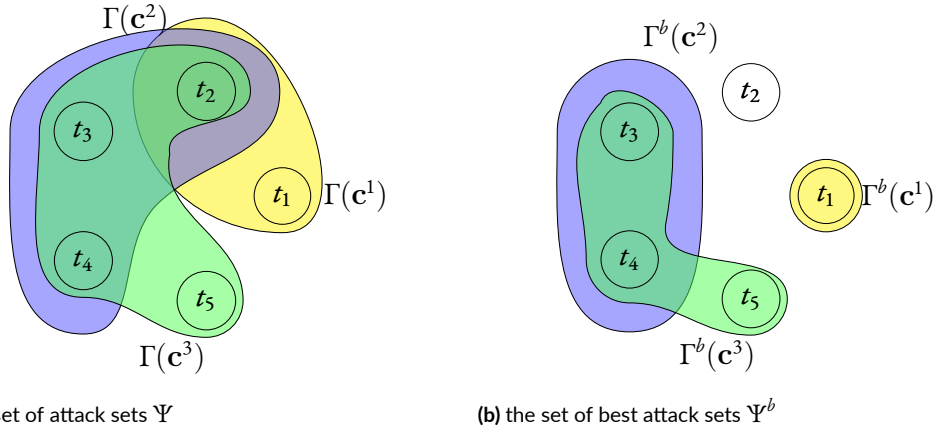 Γ(c²)
t₂
t₃
t₁
Γ(c¹)
t₄
t₅
Γ(c³)
set of attack sets Ψ
Γᵇ(c²)
t₂
t₃
t₁
Γᵇ(c¹)
t₄
t₅
Γᵇ(c³)
(b) the set of best attack sets Ψᵇ